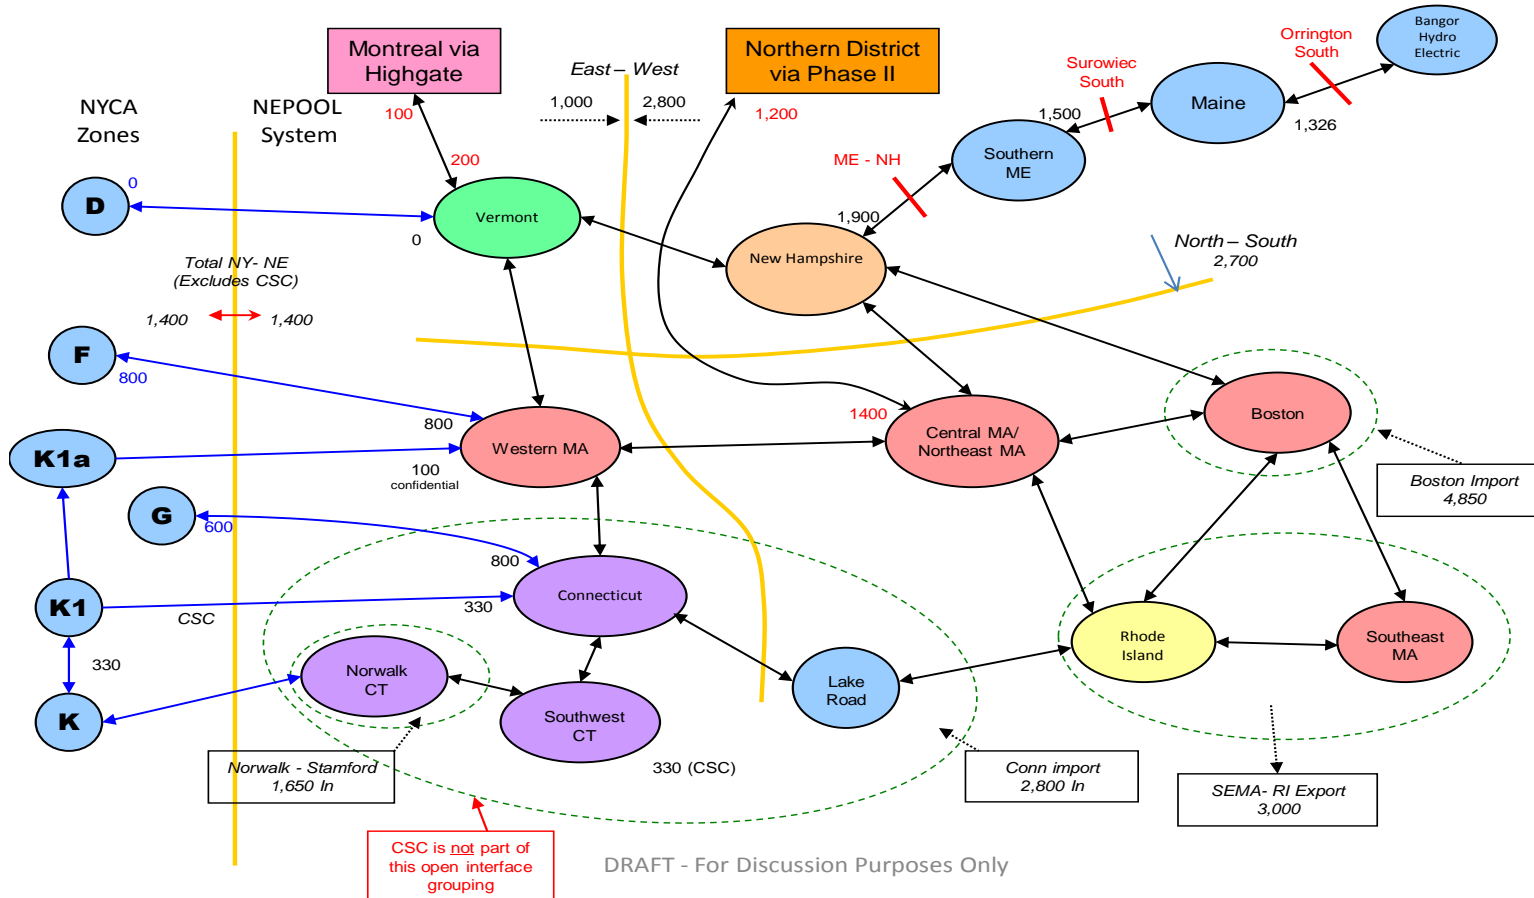 Montreal via
Highgate
Northern District
via Phase II
Bangor
Hydro
Electric
Orrington
South
Surowiec
South
East – West
1,000
2,800
NYCA
Zones
NEPOOL
System
100
1,200
1,500
Maine
1,326
200
ME - NH
Southern
ME
D
0
0
Vermont
1,900
New Hampshire
North – South
2,700
Total NY- NE
(Excludes CSC)
1,400
1,400
F
800
800
Western MA
1400
Central MA/
Northeast MA
Boston
K1a
100
confidential
Boston Import
4,850
G
600
800
Connecticut
K1
CSC
330
330
K
Norwalk
CT
Southwest
CT
Lake
Road
Rhode
Island
Southeast
MA
Norwalk - Stamford
1,650 In
330 (CSC)
Conn import
2,800 In
SEMA- RI Export
3,000
CSC is not part of
this open interface
grouping
DRAFT - For Discussion Purposes Only